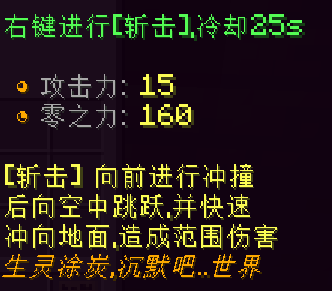 右键进行[斩击],冷却25s
攻击力: 15
零之力: 160
[斩击] 向前进行冲撞
后向空中跳跃,并快速
冲向地面,造成范围伤害
生灵涂炭,沉默吧..世界